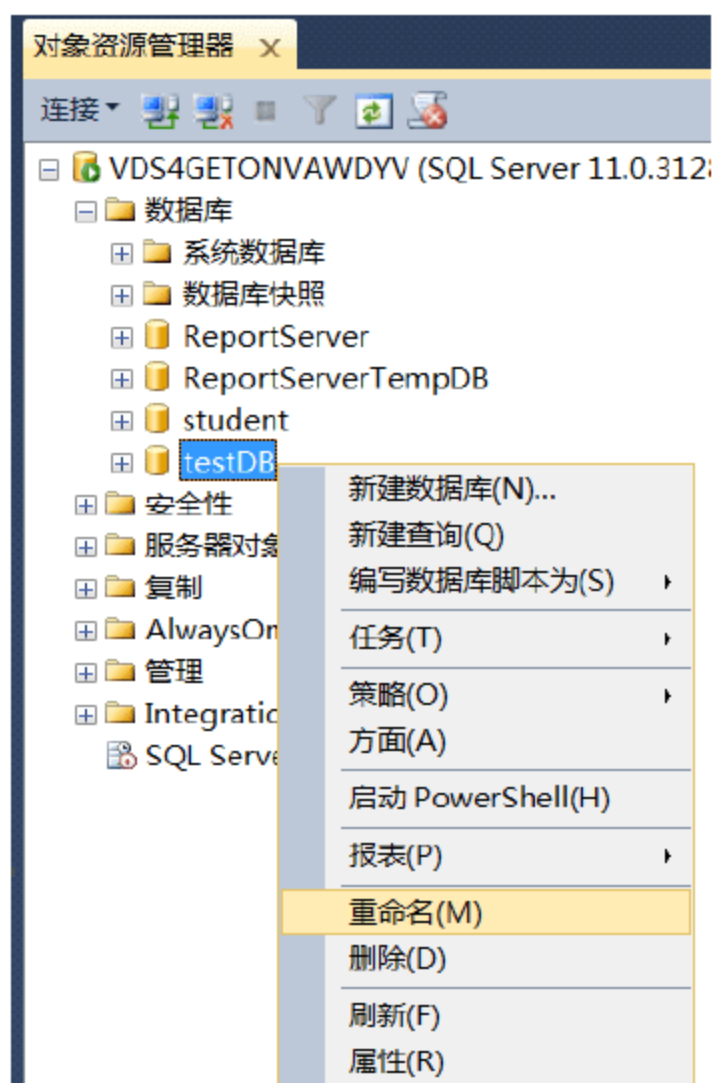 对象资源管理器
连接
VDS4GETONVAWDYV (SQL Server 11.0.312
数据库
系统数据库
数据库快照
ReportServer
ReportServerTempDB
student
testDB
安全性
服务器对象
复制
AlwaysOn
管理
Integratic
SQL Serve
新建数据库(N)...
新建查询(Q)
编写数据库脚本为(S)
任务(T)
策略(O)
方面(A)
启动 PowerShell(H)
报表(P)
重命名(M)
删除(D)
刷新(F)
属性(R)